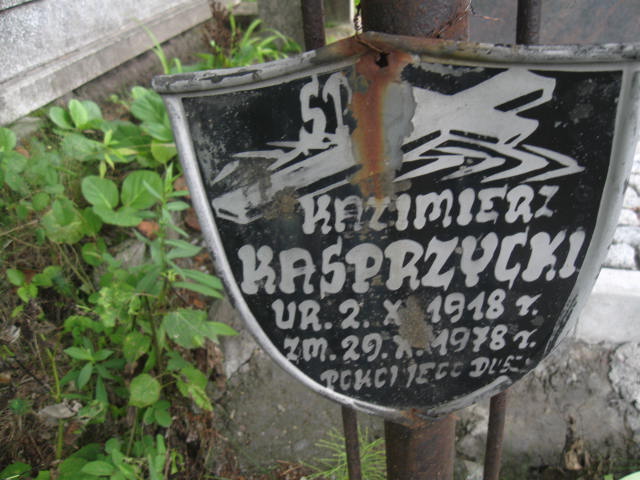 ŚP.
KAZIMIERZ
KASPRZYCKI
UR. 2. X 1918 r.
ZM. 29. X. 1978 r.
POKÓJ JEGO DUSZY